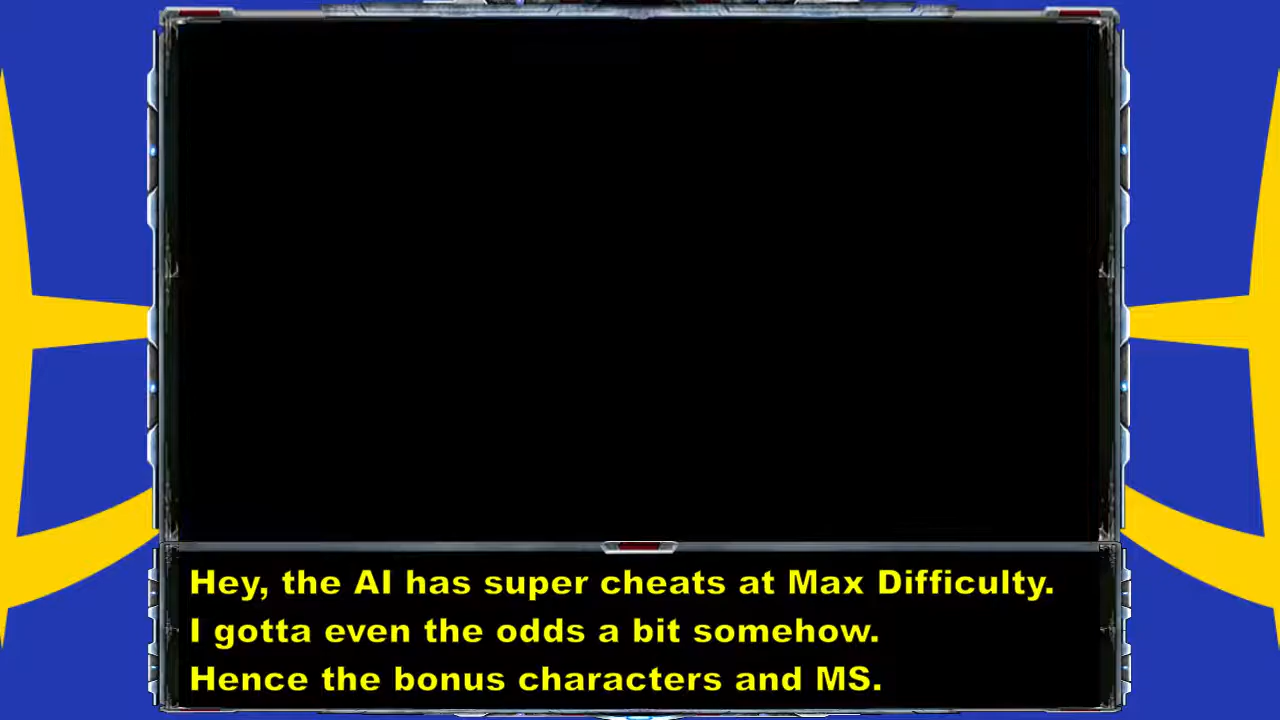 Hey, the AI has super cheats at Max Difficulty.
I gotta even the odds a bit somehow.
Hence the bonus characters and MS.